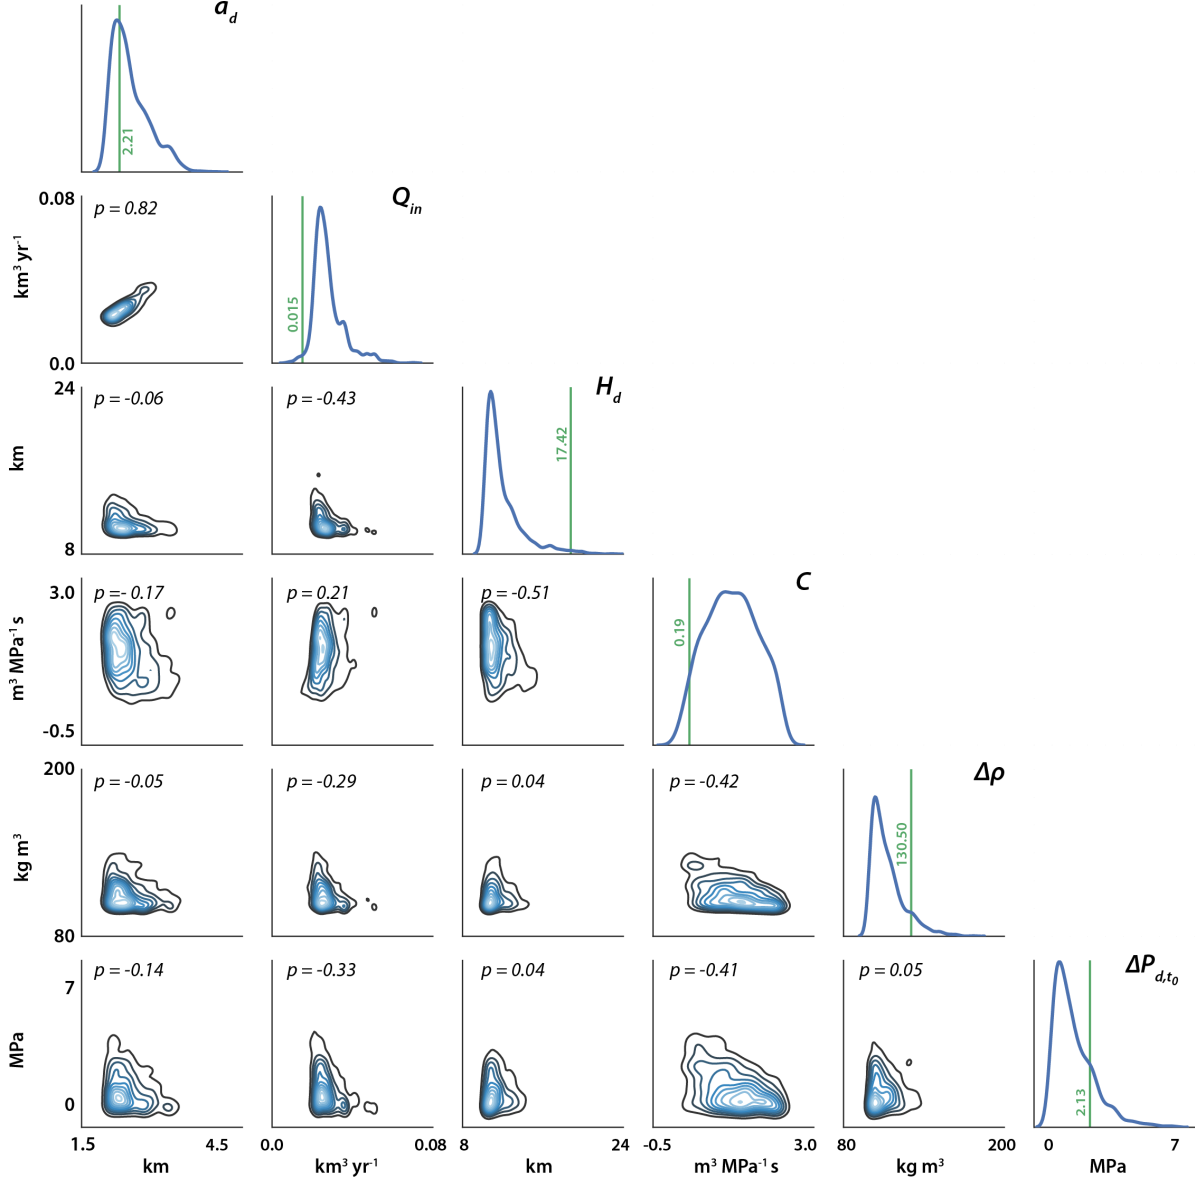 a_d
2.21
0.08
p = 0.82
Q_in
km³ yr⁻¹
0.015
0.0
24
p = -0.06
p = -0.43
H_d
km
17.42
8
3.0
p =- 0.17
p = 0.21
p = -0.51
C
m³ MPa⁻¹ s
0.19
-0.5
200
p = -0.05
p = -0.29
p = 0.04
p = -0.42
Δρ
kg m³
130.50
80
p = -0.14
p = -0.33
p = 0.04
p = -0.41
p = 0.05
ΔP_d,t₀
7
MPa
0
2.13
1.5 4.5 0.0 0.08 8 24 -0.5 3.0 80 200 0 7
km km³ yr⁻¹ km m³ MPa⁻¹ s kg m³ MPa